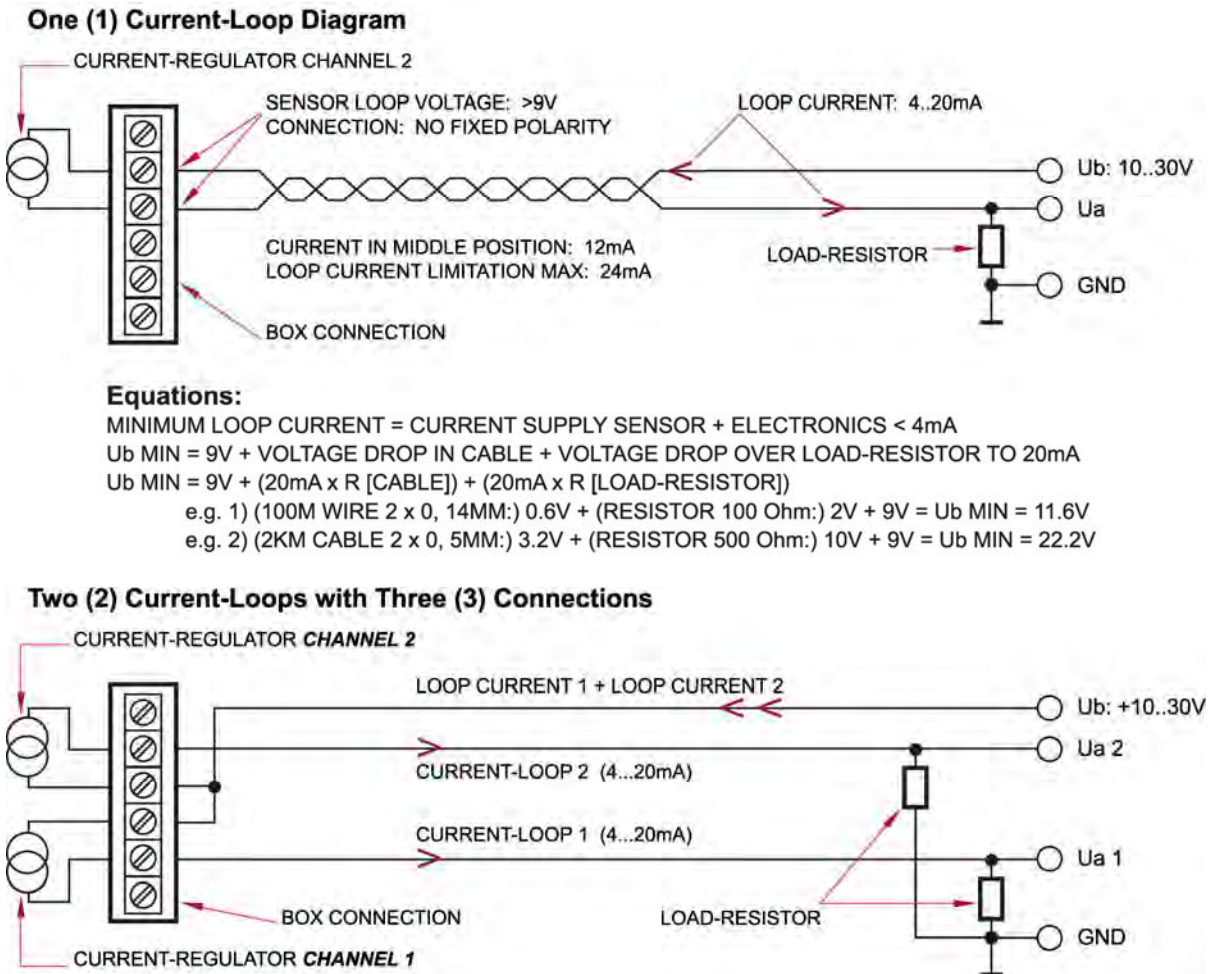 One (1) Current-Loop Diagram
CURRENT-REGULATOR CHANNEL 2
SENSOR LOOP VOLTAGE: >9V
CONNECTION: NO FIXED POLARITY
LOOP CURRENT: 4..20mA
Ub: 10..30V
Ua
CURRENT IN MIDDLE POSITION: 12mA
LOOP CURRENT LIMITATION MAX: 24mA
LOAD-RESISTOR
GND
BOX CONNECTION
Equations:
MINIMUM LOOP CURRENT = CURRENT SUPPLY SENSOR + ELECTRONICS < 4mA
Ub MIN = 9V + VOLTAGE DROP IN CABLE + VOLTAGE DROP OVER LOAD-RESISTOR TO 20mA
Ub MIN = 9V + (20mA x R [CABLE]) + (20mA x R [LOAD-RESISTOR])
e.g. 1) (100M WIRE 2 x 0, 14MM:) 0.6V + (RESISTOR 100 Ohm:) 2V + 9V = Ub MIN = 11.6V
e.g. 2) (2KM CABLE 2 x 0, 5MM:) 3.2V + (RESISTOR 500 Ohm:) 10V + 9V = Ub MIN = 22.2V
Two (2) Current-Loops with Three (3) Connections
CURRENT-REGULATOR CHANNEL 2
LOOP CURRENT 1 + LOOP CURRENT 2
Ub: +10..30V
Ua 2
CURRENT-LOOP 2 (4...20mA)
CURRENT-LOOP 1 (4...20mA)
Ua 1
BOX CONNECTION
LOAD-RESISTOR
GND
CURRENT-REGULATOR CHANNEL 1